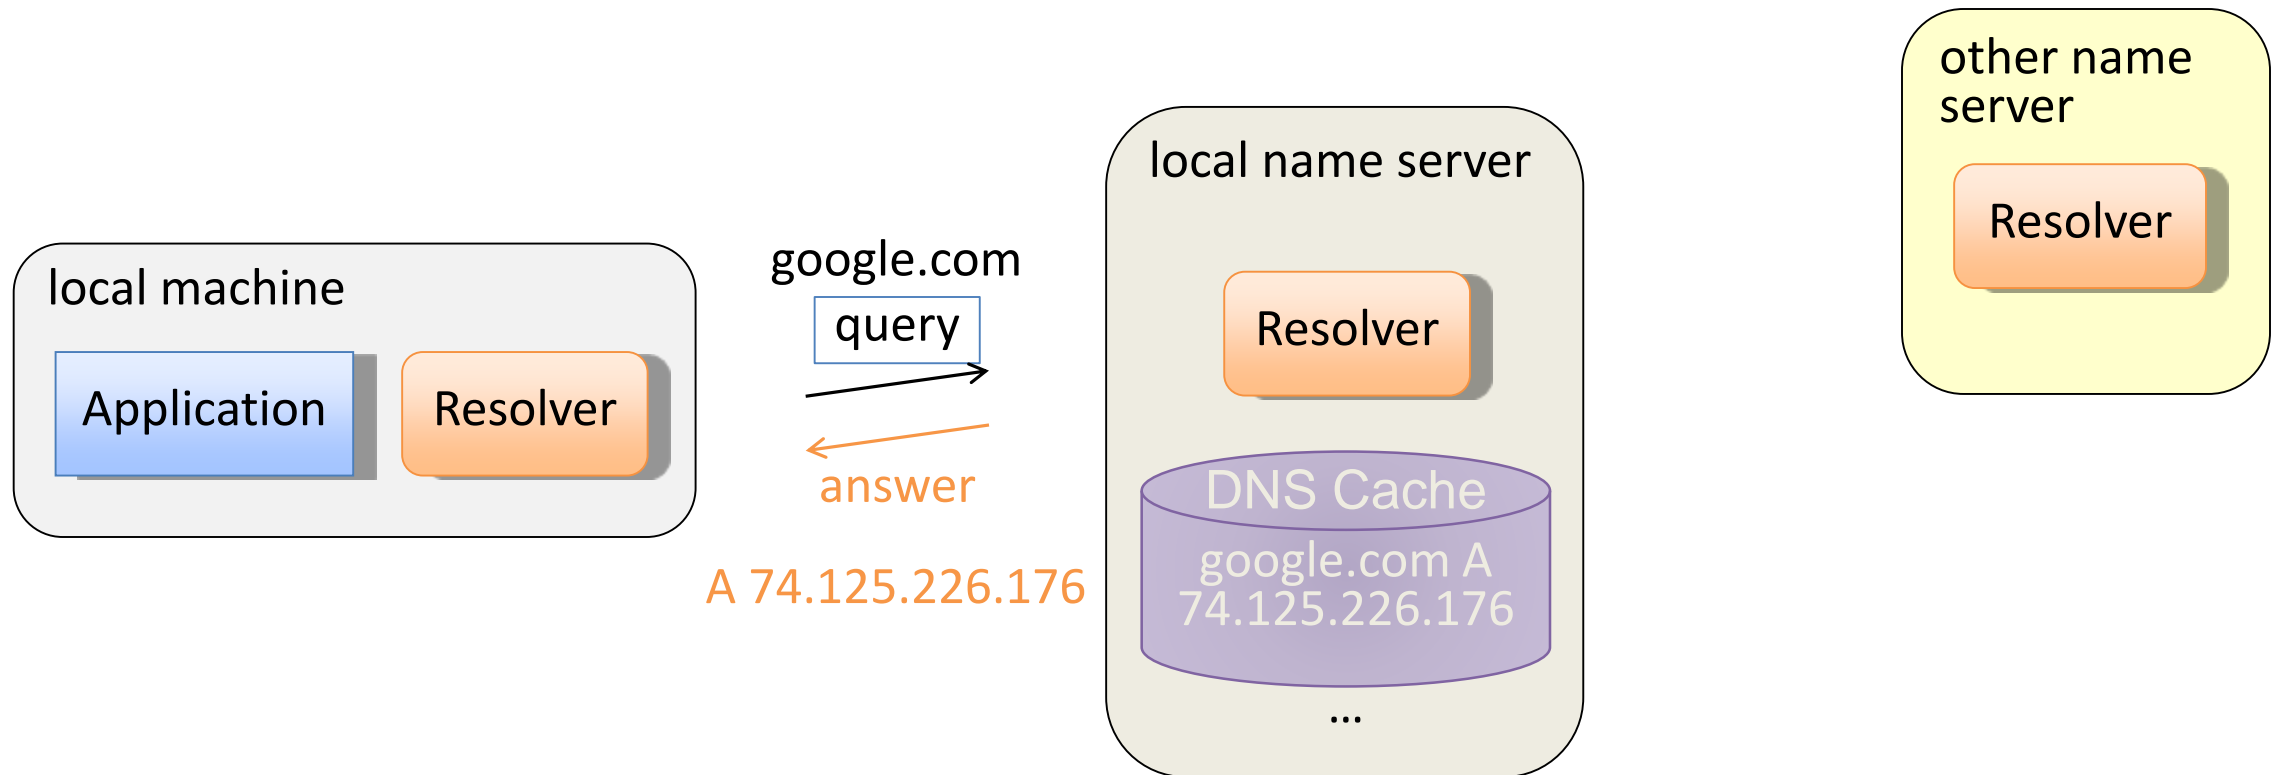 local machine
Application
Resolver
google.com
query
answer
A 74.125.226.176
local name server
Resolver
DNS Cache
google.com A
74.125.226.176
...
other name
server
Resolver